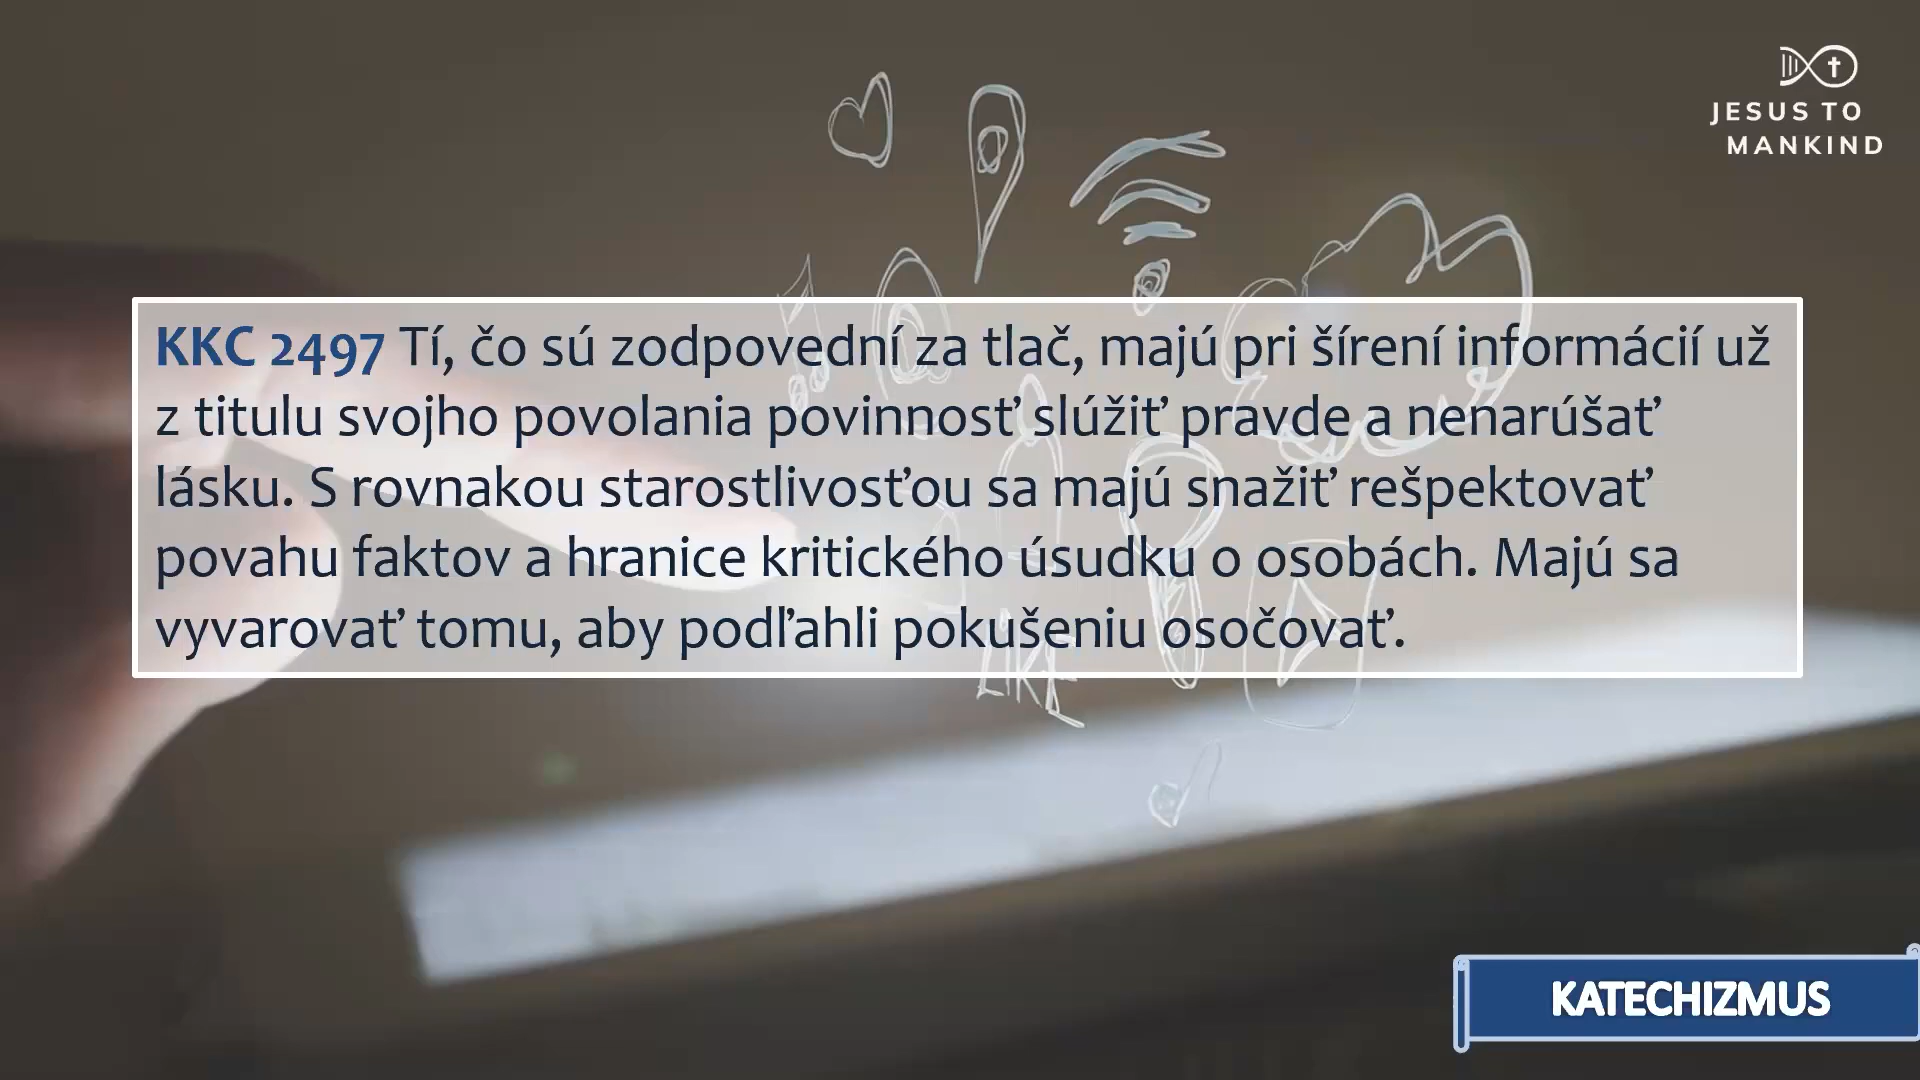 JESUS TO
MANKIND
KKC 2497 Tí, čo sú zodpovední za tlač, majú pri šírení informácií už
z titulu svojho povolania povinnosť slúžiť pravde a nenarúšať
lásku. S rovnakou starostlivosťou sa majú snažiť rešpektovať
povahu faktov a hranice kritického úsudku o osobách. Majú sa
vyvarovať tomu, aby podľahli pokušeniu osočovať.
LIKE
KATECHIZMUS